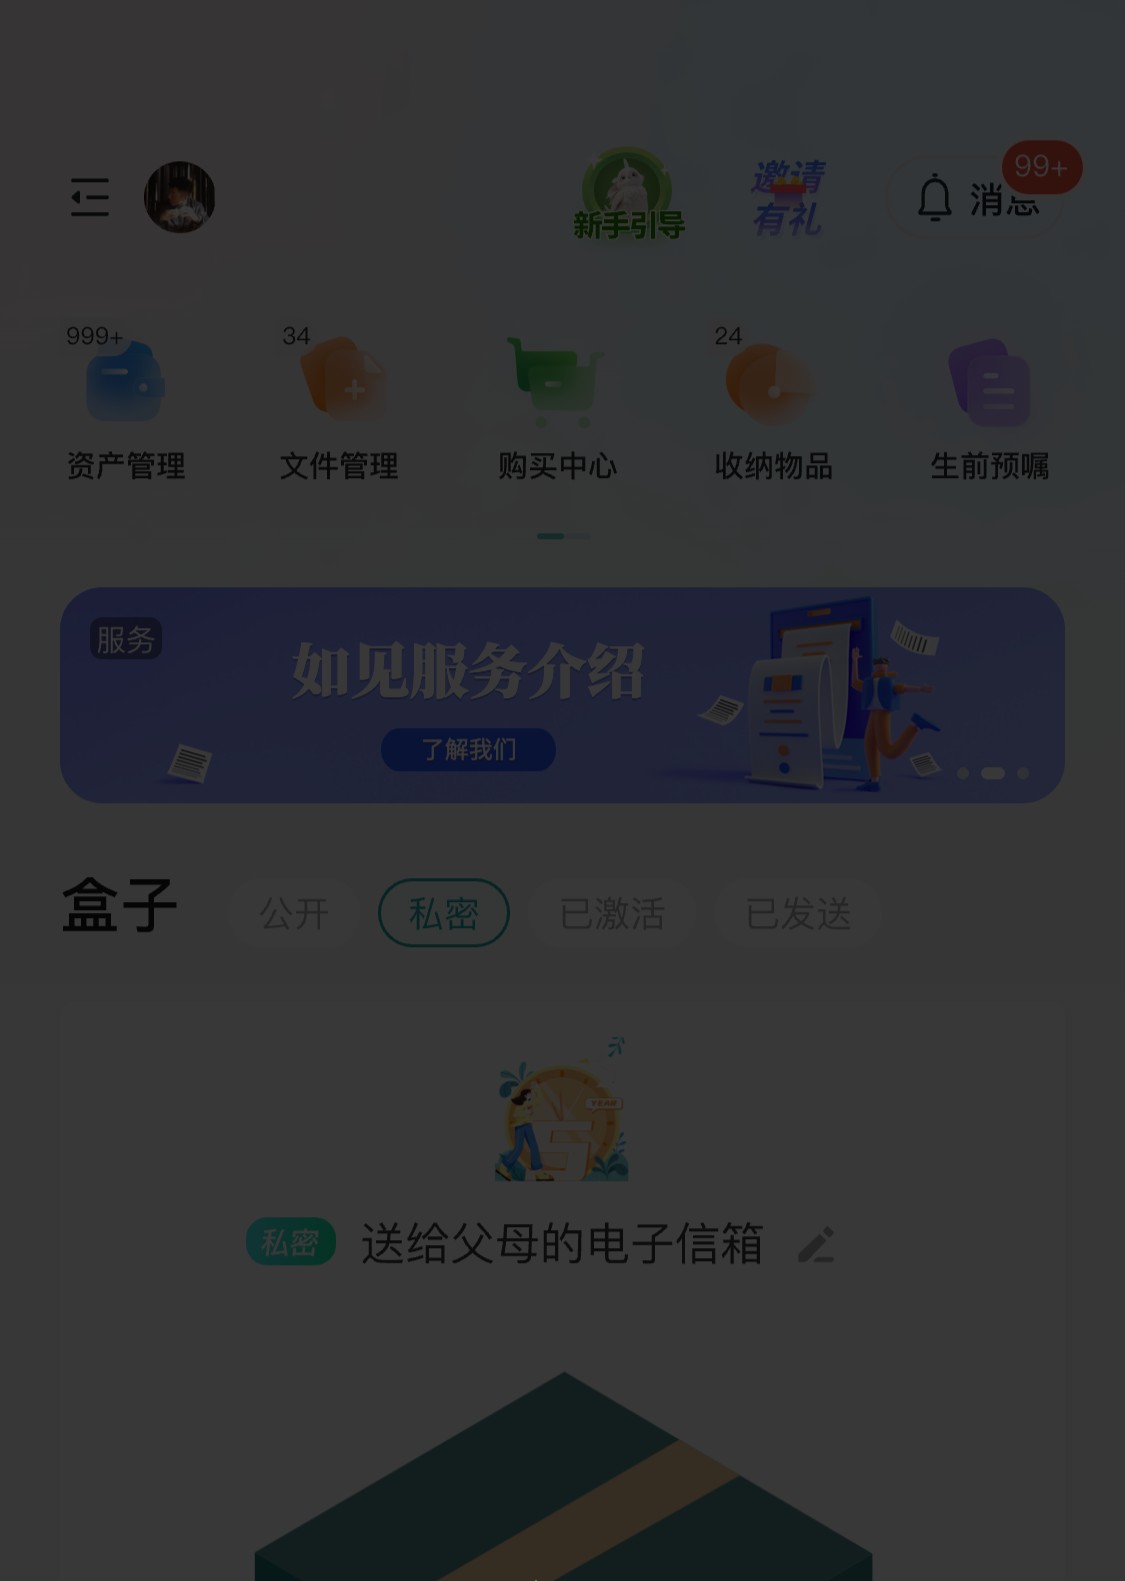 新手引导
邀请
有礼
消息
99+
999+
34
24
资产管理
文件管理
购买中心
收纳物品
生前预嘱
服务
如见服务介绍
了解我们
盒子
公开
私密
已激活
已发送
YEAR
5
私密
送给父母的电子信箱